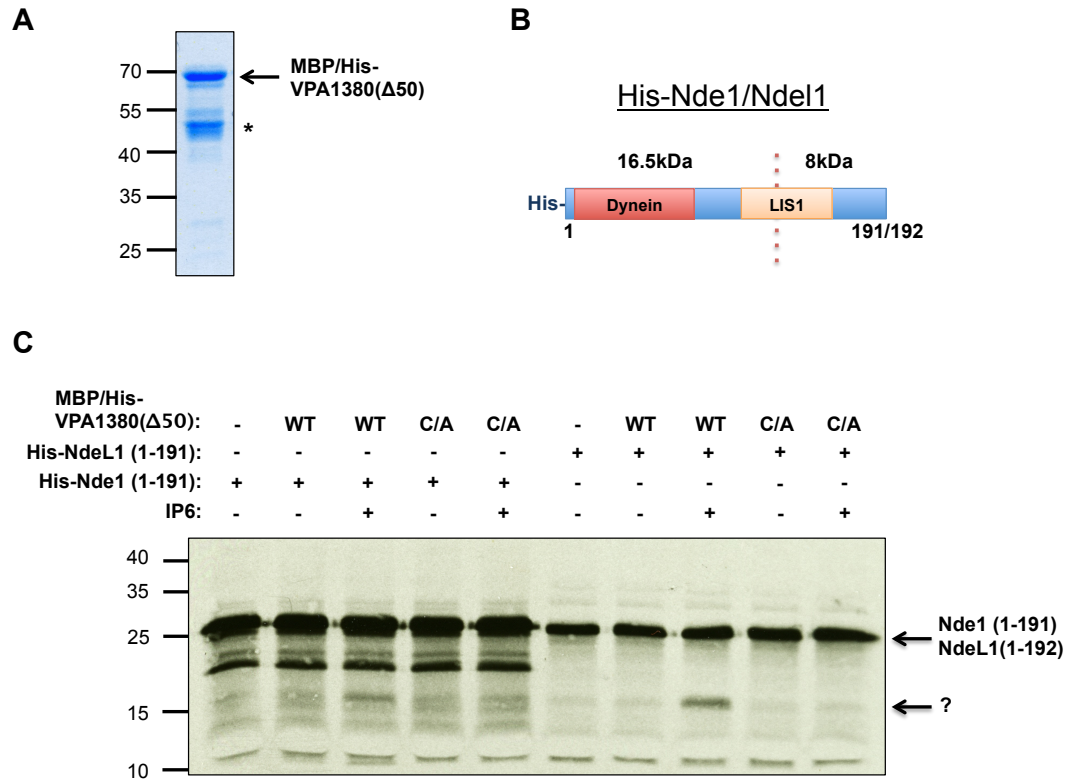 A
70
55
40
35
25
MBP/His-
VPA1380(Δ50)
*
B
His-Nde1/Ndel1
16.5kDa 8kDa
His- Dynein LIS1
1 191/192
C
MBP/His-
VPA1380(Δ50): - WT WT C/A C/A - WT WT C/A C/A
His-NdeL1 (1-191): - - - - - + + + + +
His-Nde1 (1-191): + + + + + - - - - -
IP6: - - + - + - - + - +
40
35
25
15
10
Nde1 (1-191)
NdeL1(1-192)
?